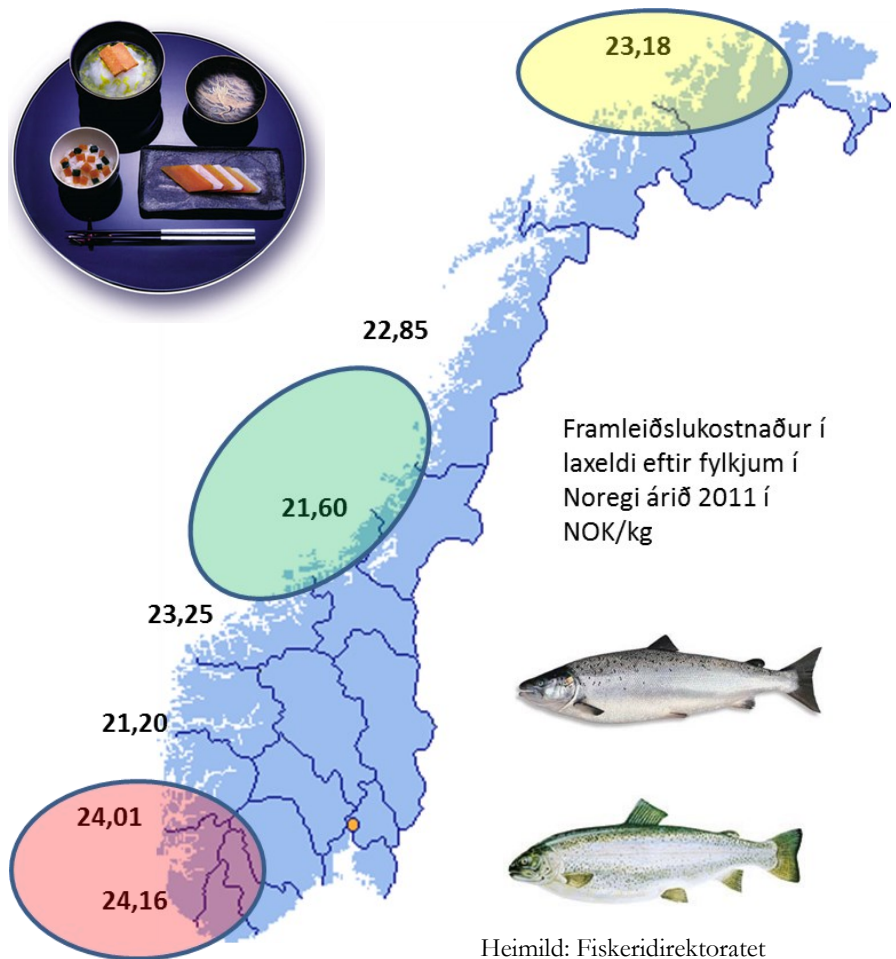 23,18
22,85
Framleiðslukostnaður í
laxeldi eftir fylkjum í
Noregi árið 2011 í
NOK/kg
21,60
23,25
21,20
24,01
24,16
Heimild: Fiskeridirektoratet